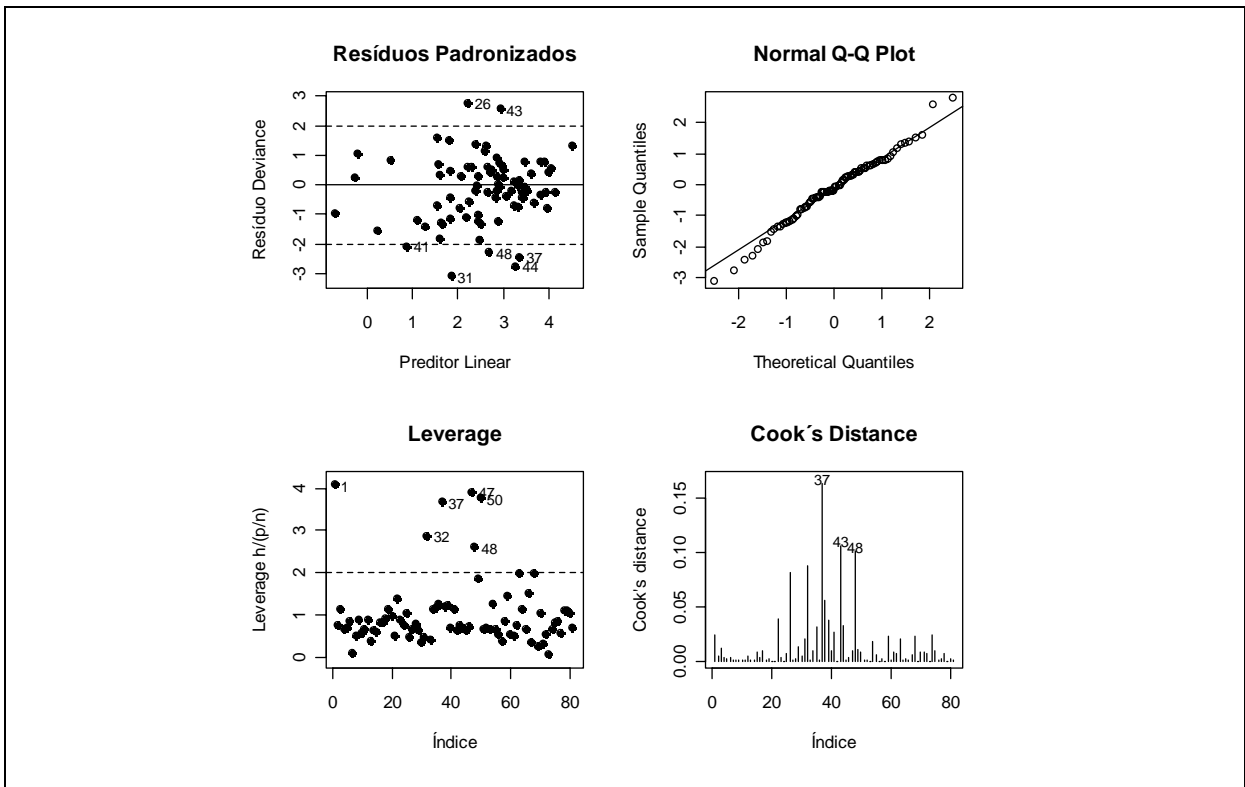 Resíduos Padronizados
Resíduo Deviance
3
2
1
0
-1
-2
-3
26
43
41
48
37
44
31
0 1 2 3 4
Preditor Linear
Normal Q-Q Plot
Sample Quantiles
2
1
0
-1
-2
-3
-2 -1 0 1 2
Theoretical Quantiles
Leverage
Leverage h/(p/n)
4
3
2
1
0
1
47
37
50
32
48
0 20 40 60 80
Índice
Cook´s Distance
Cook's distance
0.15
0.10
0.05
0.00
37
43
48
0 20 40 60 80
Índice